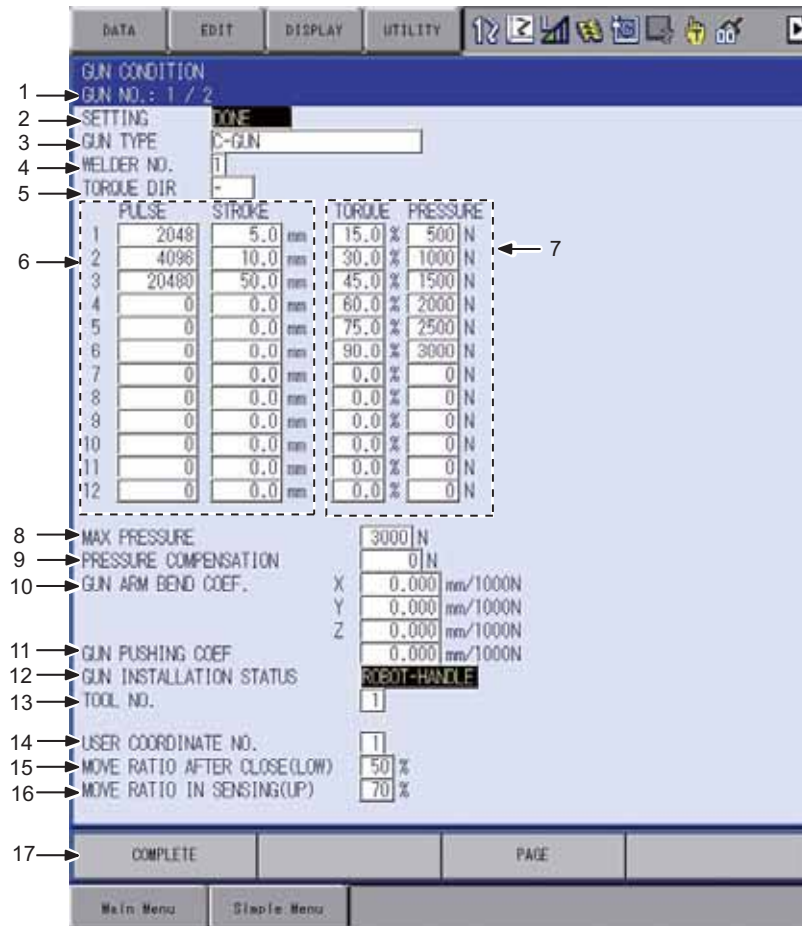 DATA EDIT DISPLAY UTILITY
GUN CONDITION
1 GUN NO.: 1 / 2
2 SETTING DONE
3 GUN TYPE C-GUN
4 WELDER NO. 1
5 TORQUE DIR -
PULSE STROKE TORQUE PRESSURE
1 2048 5.0 mm 15.0 % 500 N 7
6 2 4096 10.0 mm 30.0 % 1000 N
3 20480 50.0 mm 45.0 % 1500 N
4 0 0.0 mm 60.0 % 2000 N
5 0 0.0 mm 75.0 % 2500 N
6 0 0.0 mm 90.0 % 3000 N
7 0 0.0 mm 0.0 % 0 N
8 0 0.0 mm 0.0 % 0 N
9 0 0.0 mm 0.0 % 0 N
10 0 0.0 mm 0.0 % 0 N
11 0 0.0 mm 0.0 % 0 N
12 0 0.0 mm 0.0 % 0 N
8 MAX PRESSURE 3000 N
9 PRESSURE COMPENSATION 0 N
10 GUN ARM BEND COEF. X 0.000 mm/1000N
Y 0.000 mm/1000N
Z 0.000 mm/1000N
11 GUN PUSHING COEF 0.000 mm/1000N
12 GUN INSTALLATION STATUS ROBOT-HANDLE
13 TOOL NO. 1
14 USER COORDINATE NO. 1
15 MOVE RATIO AFTER CLOSE(LOW) 50 %
16 MOVE RATIO IN SENSING(UP) 70 %
17 COMPLETE PAGE
Main Menu Simple Menu